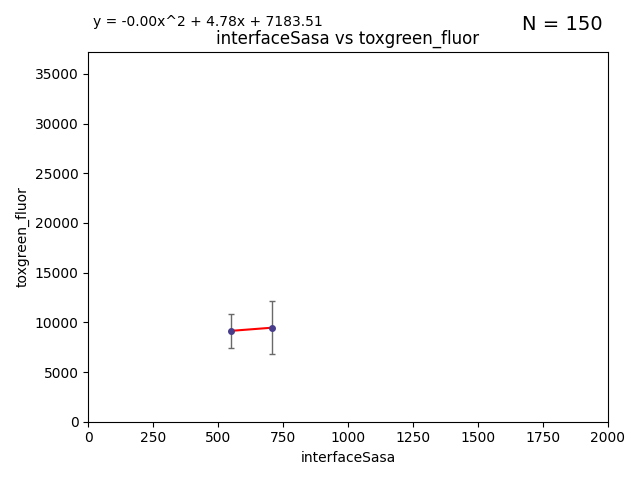 y = -0.00x^2 + 4.78x + 7183.51
N = 150
interfaceSasa vs toxgreen_fluor
35000
30000
25000
20000
15000
10000
5000
0
toxgreen_fluor
0 250 500 750 1000 1250 1500 1750 2000
interfaceSasa